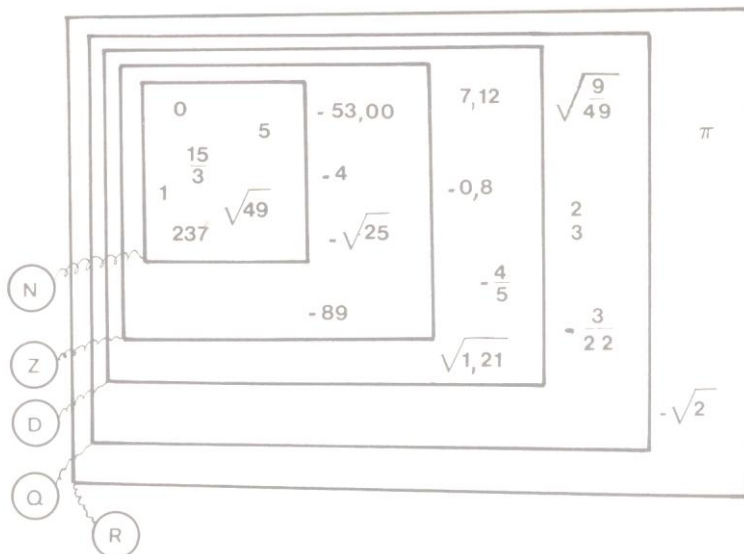 0 - 53,00 7,12 √(9/49)
5 π
15/3 - 4
1 √49 -0,8 2
237 - √25 3
N - 4/5
- 89 - 3/22
Z √1,21
D - √2
Q
R